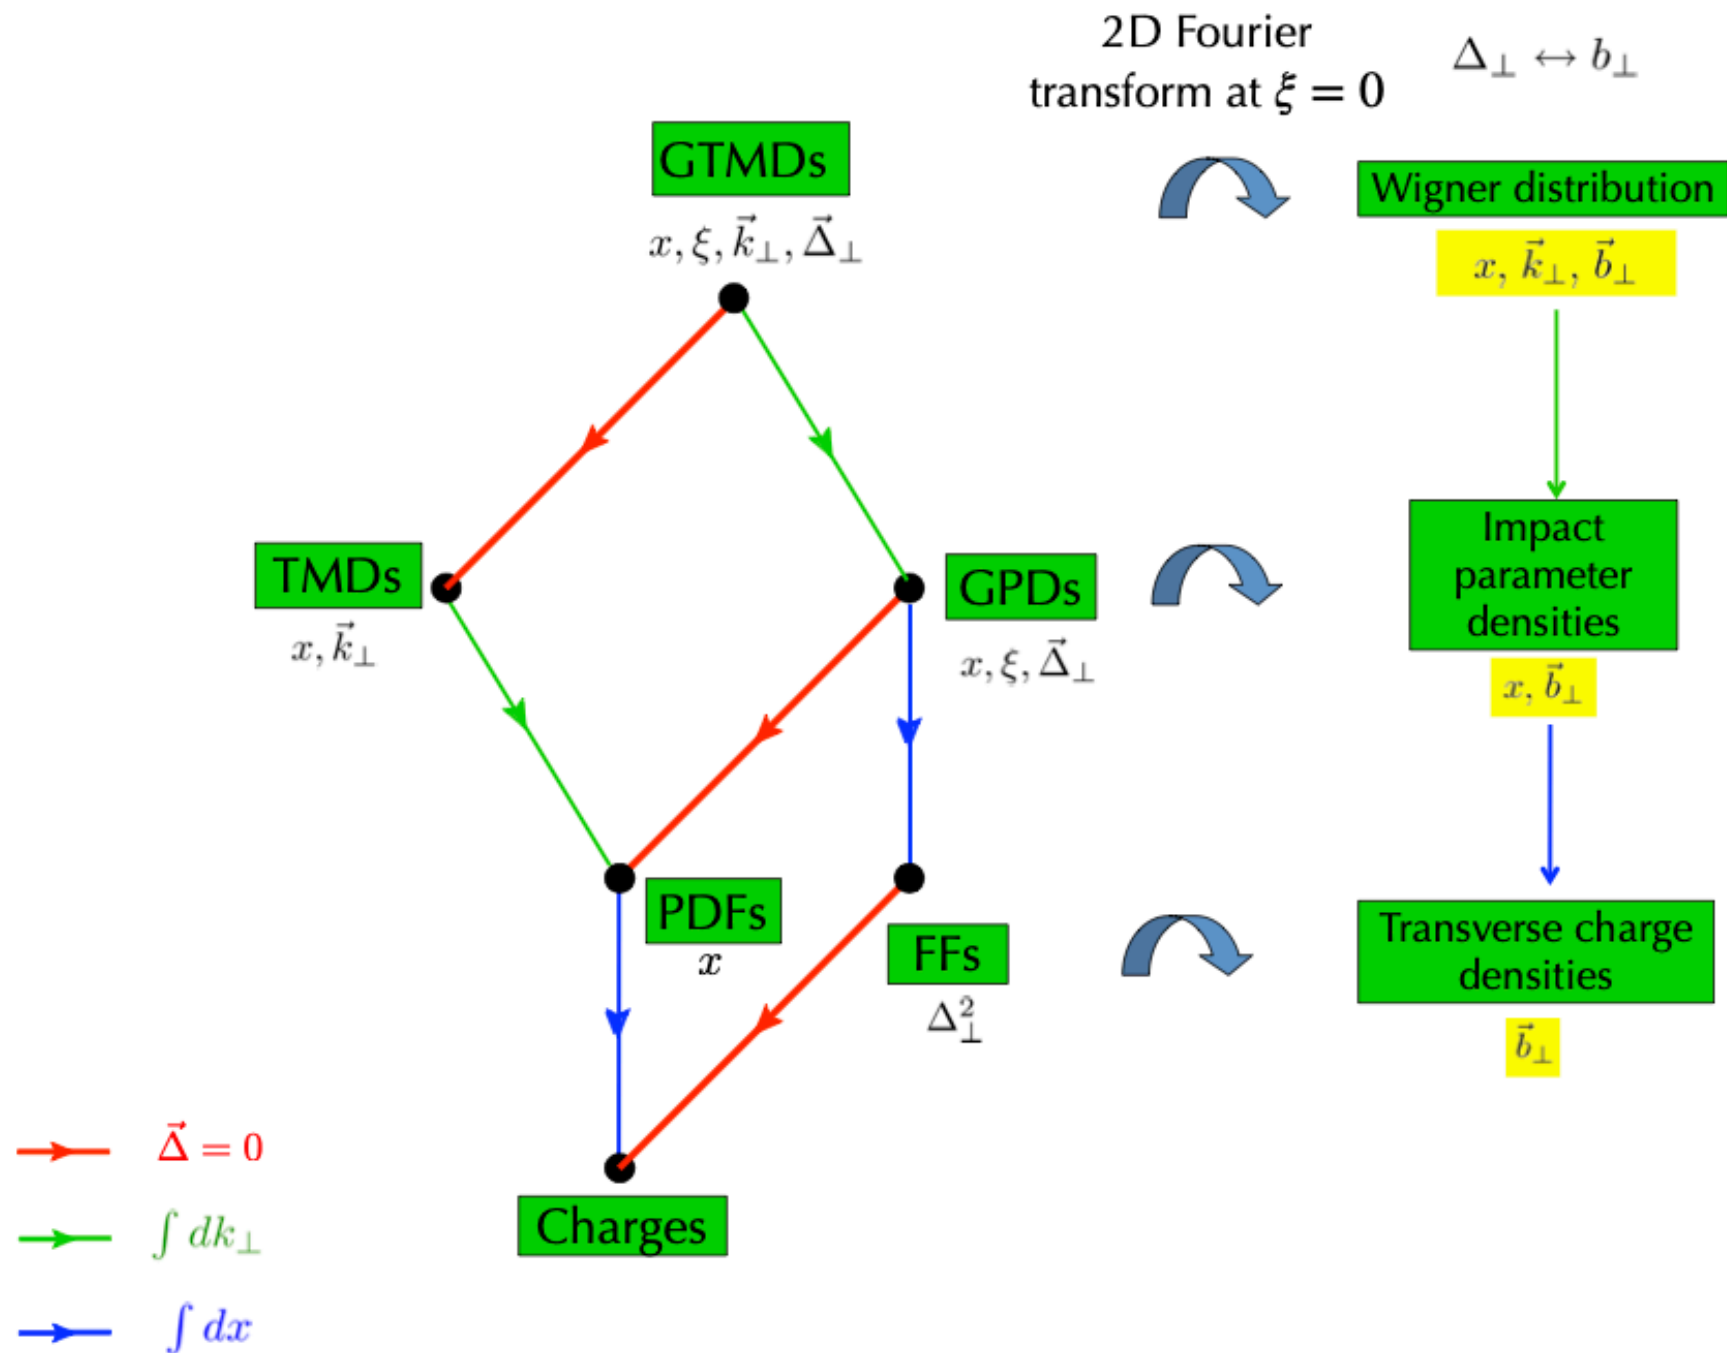 2D Fourier
transform at ξ = 0
Δ⊥ ↔ b⊥
GTMDs
x, ξ, k⃗⊥, Δ⃗⊥
Wigner distribution
x, k⃗⊥, b⃗⊥
TMDs
x, k⃗⊥
GPDs
x, ξ, Δ⃗⊥
Impact
parameter
densities
x, b⃗⊥
PDFs
x
FFs
Δ²⊥
Transverse charge
densities
b⃗⊥
Charges
Δ⃗ = 0
∫ dk⊥
∫ dx